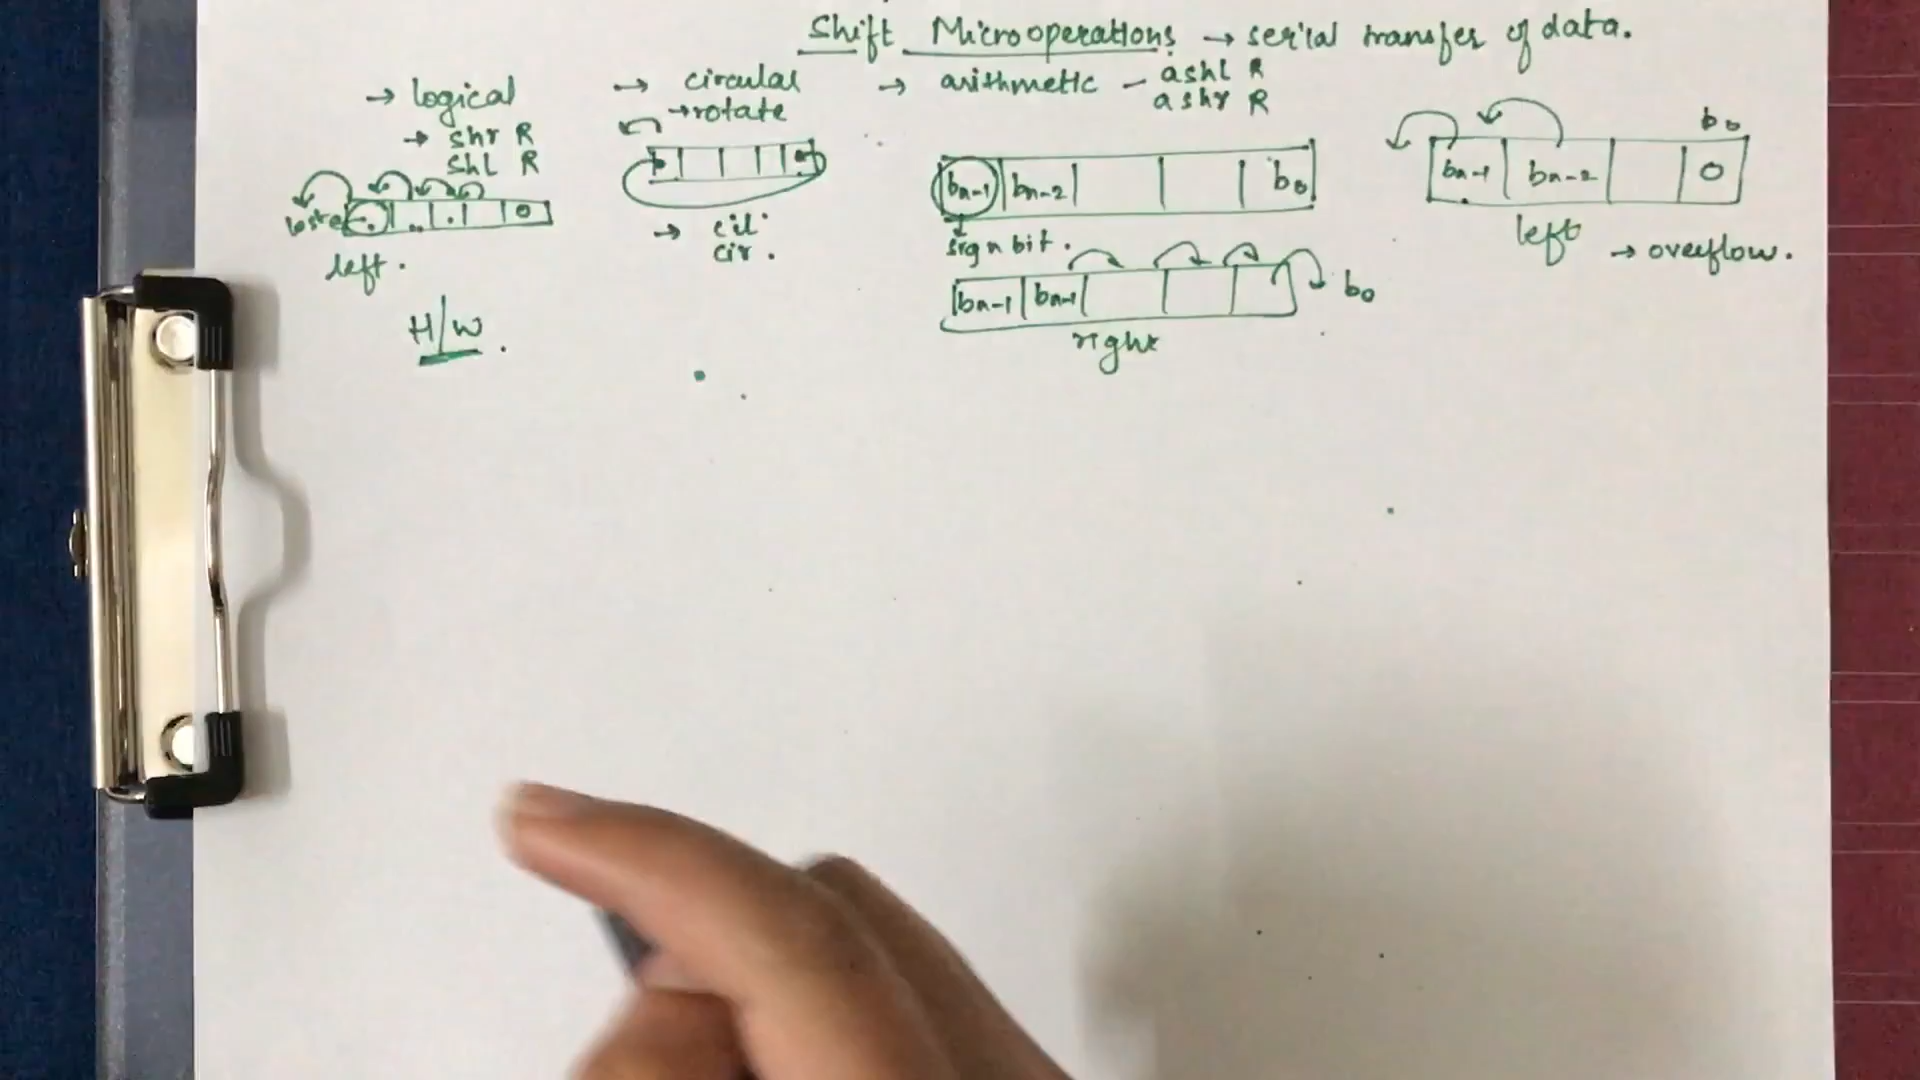 Shift Microoperations → serial transfer of data.
→ logical
→ shr R
shl R
lost
0
left.
H/W.
→ circular
→ rotate
→ cil
cir.
→ arithmetic - ashl R
ashr R
bn-1 bn-2 b0
sign bit.
bn-1 bn-1 b0
right
b0
bn-1 bn-2 0
left → overflow.